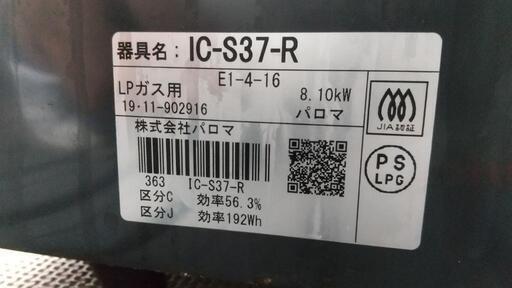 器具名：IC-S37-R
E1-4-16
LPガス用 8.10kW
19・11-902916 パロマ
株式会社パロマ
JIA認証
363 IC-S37-R
区分C 効率56.3%
区分J 効率192Wh
PS
LPG